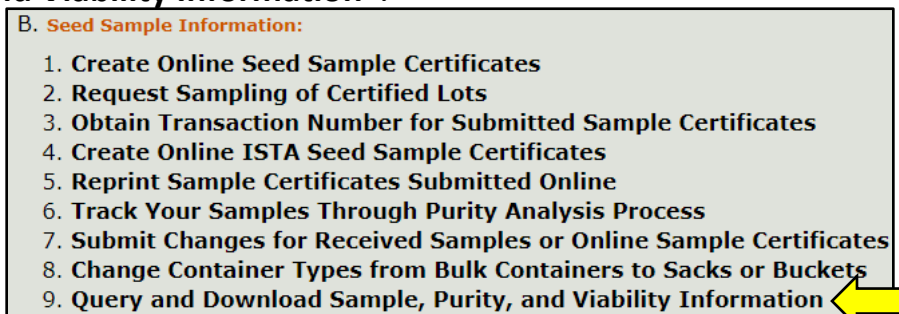 nd Viability Information
B. Seed Sample Information:
1. Create Online Seed Sample Certificates
2. Request Sampling of Certified Lots
3. Obtain Transaction Number for Submitted Sample Certificates
4. Create Online ISTA Seed Sample Certificates
5. Reprint Sample Certificates Submitted Online
6. Track Your Samples Through Purity Analysis Process
7. Submit Changes for Received Samples or Online Sample Certificates
8. Change Container Types from Bulk Containers to Sacks or Buckets
9. Query and Download Sample, Purity, and Viability Information